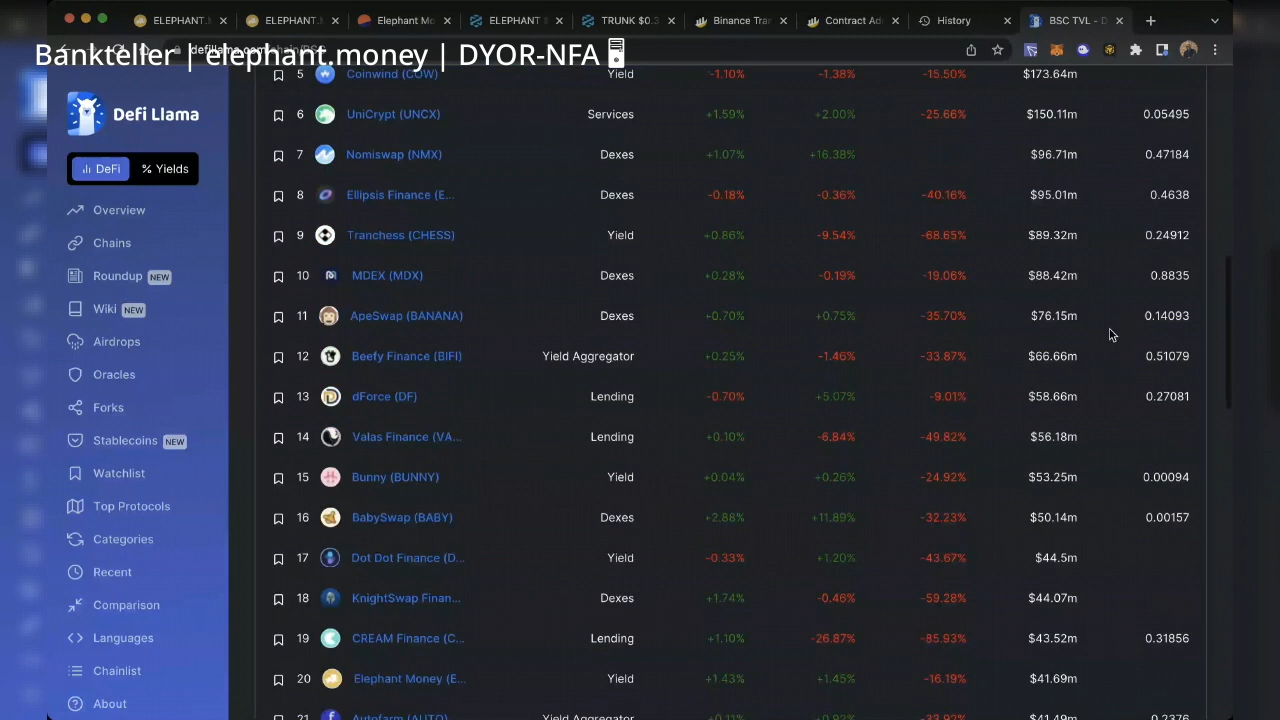 ELEPHANT.
ELEPHANT.
Elephant Mo
ELEPHANT
TRUNK $0.3
Binance Tra
Contract Ad
History
BSC TVL - D
Bankteller | elephant.money | DYOR-NFA
Defi Llama
DeFi
% Yields
Overview
Chains
Roundup NEW
Wiki NEW
Airdrops
Oracles
Forks
Stablecoins NEW
Watchlist
Top Protocols
Categories
Recent
Comparison
Languages
Chainlist
About
5 Coinwind (COW) Yield -1.10% -1.38% -15.50% $173.64m
6 UniCrypt (UNCX) Services +1.59% +2.00% -25.66% $150.11m 0.05495
7 Nomiswap (NMX) Dexes +1.07% +16.38% $96.71m 0.47184
8 Ellipsis Finance (E... Dexes -0.18% -0.36% -40.16% $95.01m 0.4638
9 Tranchess (CHESS) Yield +0.86% -9.54% -68.65% $89.32m 0.24912
10 MDEX (MDX) Dexes +0.28% -0.19% -19.06% $88.42m 0.8835
11 ApeSwap (BANANA) Dexes +0.70% +0.75% -35.70% $76.15m 0.14093
12 Beefy Finance (BIFI) Yield Aggregator +0.25% -1.46% -33.87% $66.66m 0.51079
13 dForce (DF) Lending -0.70% +5.07% -9.01% $58.66m 0.27081
14 Valas Finance (VA... Lending +0.10% -6.84% -49.82% $56.18m
15 Bunny (BUNNY) Yield +0.04% +0.26% -24.92% $53.25m 0.00094
16 BabySwap (BABY) Dexes +2.88% +11.89% -32.23% $50.14m 0.00157
17 Dot Dot Finance (D... Yield -0.33% +1.20% -43.67% $44.5m
18 KnightSwap Finan... Dexes +1.74% -0.46% -59.28% $44.07m
19 CREAM Finance (C... Lending +1.10% -26.87% -85.93% $43.52m 0.31856
20 Elephant Money (E... Yield +1.43% +1.45% -16.19% $41.69m
21 Autofarm (AUTO) Yield Aggregator $41.49m 0.2376